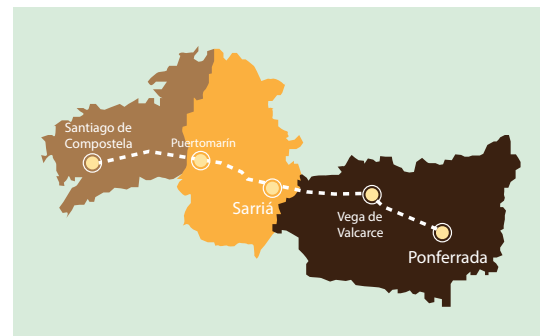 Santiago de
Compostela
Puertomarín
Sarriá
Vega de
Valcarce
Ponferrada